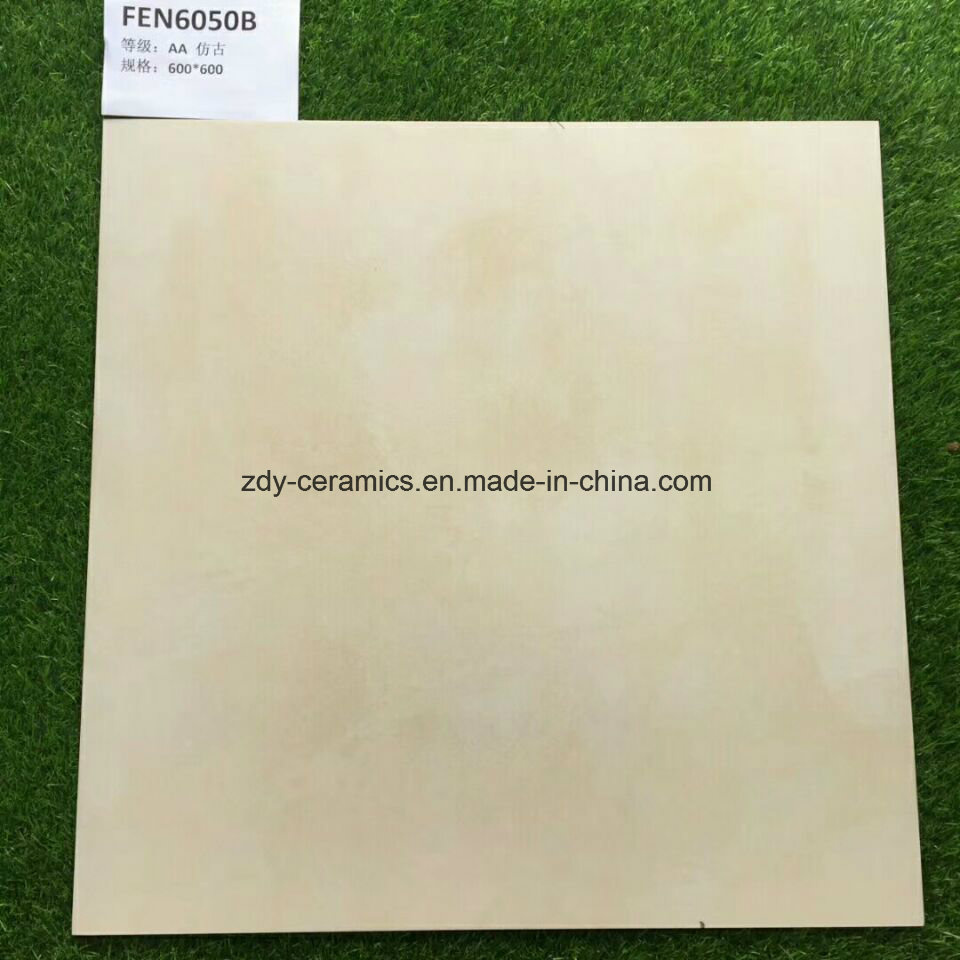 FEN6050B
等级：AA 仿古
规格：600*600
zdy-ceramics.en.made-in-china.com